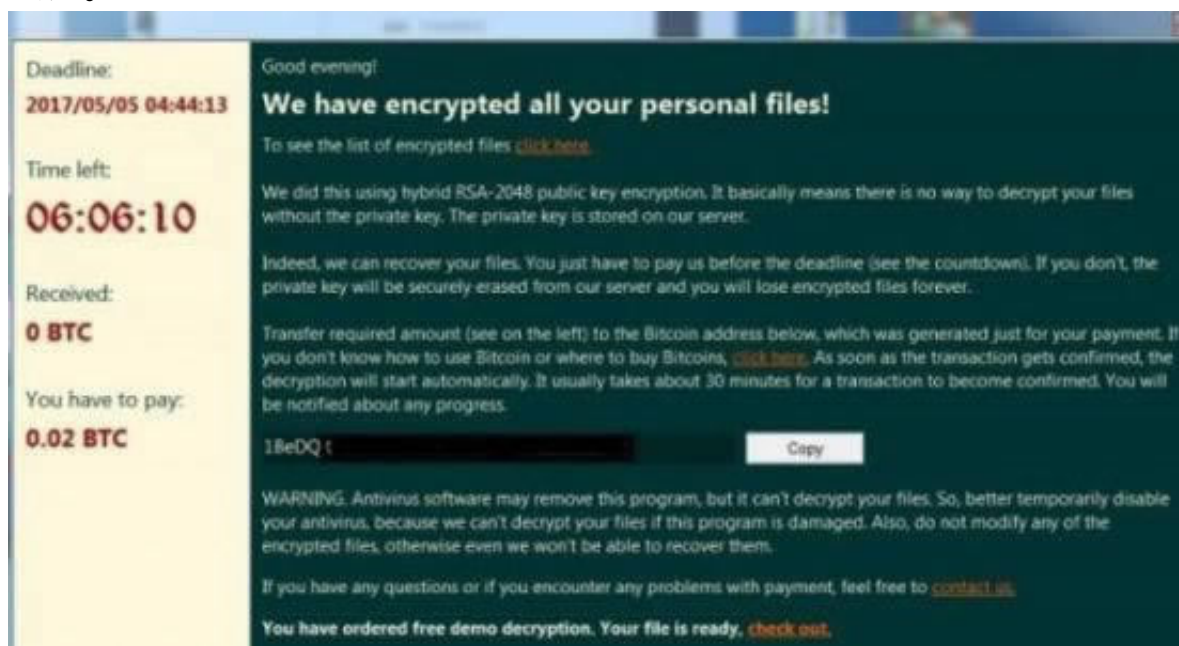 Deadline:
2017/05/05 04:44:13
Time left:
06:06:10
Received:
0 BTC
You have to pay:
0.02 BTC
Good evening!
We have encrypted all your personal files!
To see the list of encrypted files click here.
We did this using hybrid RSA-2048 public key encryption. It basically means there is no way to decrypt your files
without the private key. The private key is stored on our server.
Indeed, we can recover your files. You just have to pay us before the deadline (see the countdown). If you don't, the
private key will be securely erased from our server and you will lose encrypted files forever.
Transfer required amount (see on the left) to the Bitcoin address below, which was generated just for your payment. If
you don't know how to use Bitcoin or where to buy Bitcoins, click here. As soon as the transaction gets confirmed, the
decryption will start automatically. It usually takes about 30 minutes for a transaction to become confirmed. You will
be notified about any progress.
18eDQ
Copy
WARNING. Antivirus software may remove this program, but it can't decrypt your files. So, better temporarily disable
your antivirus, because we can't decrypt your files if this program is damaged. Also, do not modify any of the
encrypted files, otherwise even we won't be able to recover them.
If you have any questions or if you encounter any problems with payment, feel free to contact us.
You have ordered free demo decryption. Your file is ready, check out.